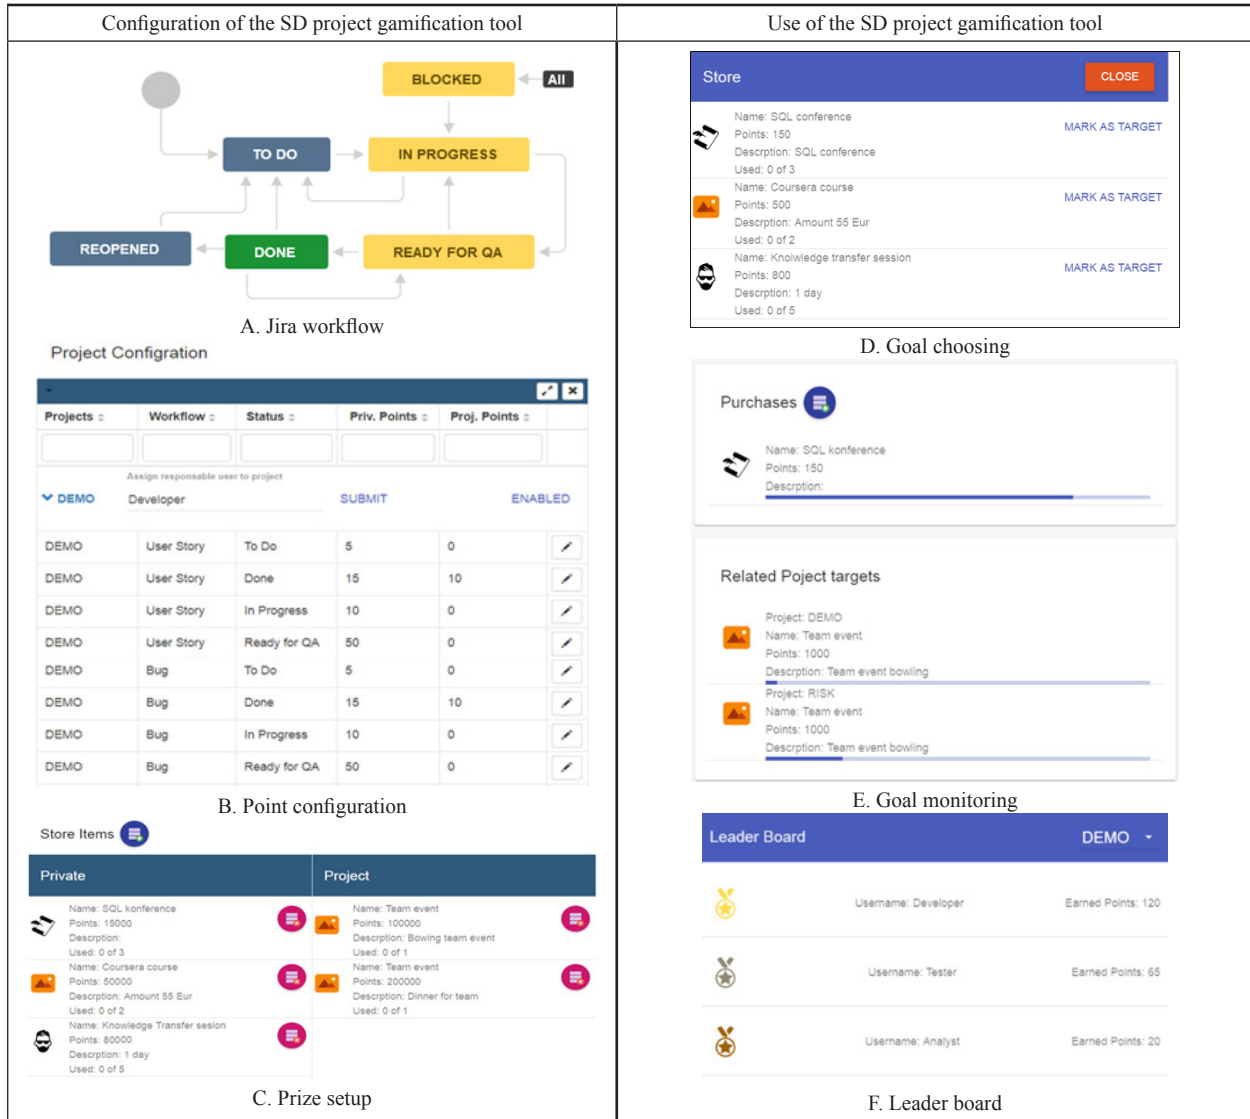 Configuration of the SD project gamification tool
BLOCKED
All
TO DO
IN PROGRESS
REOPENED
DONE
READY FOR QA
A. Jira workflow
Project Configration
Projects Workflow Status Priv. Points Proj. Points
Assign responsable user to project
DEMO Developer SUBMIT ENABLED
DEMO User Story To Do 5 0
DEMO User Story Done 15 10
DEMO User Story In Progress 10 0
DEMO User Story Ready for QA 50 0
DEMO Bug To Do 5 0
DEMO Bug Done 15 10
DEMO Bug In Progress 10 0
DEMO Bug Ready for QA 50 0
B. Point configuration
Store Items
Private
Name: SQL konference
Points: 15000
Descrption:
Used: 0 of 3
Name: Coursera course
Points: 50000
Descrption: Amount 55 Eur
Used: 0 of 2
Name: Knowledge Transfer sesion
Points: 80000
Descrption: 1 day
Used: 0 of 5
Project
Name: Team event
Points: 100000
Descrption: Bowing team event
Used: 0 of 1
Name: Team event
Points: 200000
Descrption: Dinner for team
Used: 0 of 1
C. Prize setup
Use of the SD project gamification tool
Store
CLOSE
Name: SQL conference
Points: 150
Descrption: SQL conference
Used: 0 of 3
MARK AS TARGET
Name: Coursera course
Points: 500
Descrption: Amount 55 Eur
Used: 0 of 2
MARK AS TARGET
Name: Knoiwledge transfer session
Points: 800
Descrption: 1 day
Used: 0 of 5
MARK AS TARGET
D. Goal choosing
Purchases
Name: SQL konference
Points: 150
Descrption:
Related Poject targets
Project: DEMO
Name: Team event
Points: 1000
Descrption: Team event bowling
Project: RISK
Name: Team event
Points: 1000
Descrption: Team event bowling
E. Goal monitoring
Leader Board DEMO
Username: Developer Earned Points: 120
Username: Tester Earned Points: 65
Username: Analyst Earned Points: 20
F. Leader board